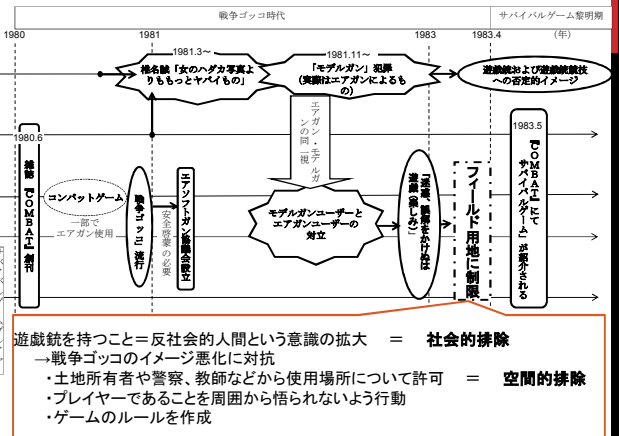 戦争ゴッコ時代
サバイバルゲーム黎明期
1980
1981
1983
1983.4
(年)
1981.3~
椎名誠「女のハダカ写真よ
りももっとヤバイもの」
1981.11~
「モデルガン」犯罪
(実際はエアガンによるも
の)
遊戯銃および遊戯銃競技
への否定的イメージ
エアガン・モデルガ
ンの同一視
1980.6
雑誌『COMBAT』創刊
コンバットゲーム
一部で
エアガン使用
「戦争ゴッコ」流行
安全啓蒙の必要
エアソフトガン協議会設立
モデルガンユーザーと
エアガンユーザーの
対立
「迷惑、誤解をかけぬは
遊戯(楽しみ)」
フィールド用地に制限
1983.5
『COMBAT』にて
「サバイバルゲーム」が紹介される
遊戯銃を持つこと=反社会的人間という意識の拡大 = 社会的排除
→戦争ゴッコのイメージ悪化に対抗
・土地所有者や警察、教師などから使用場所について許可 = 空間的排除
・プレイヤーであることを周囲から悟られないよう行動
・ゲームのルールを作成